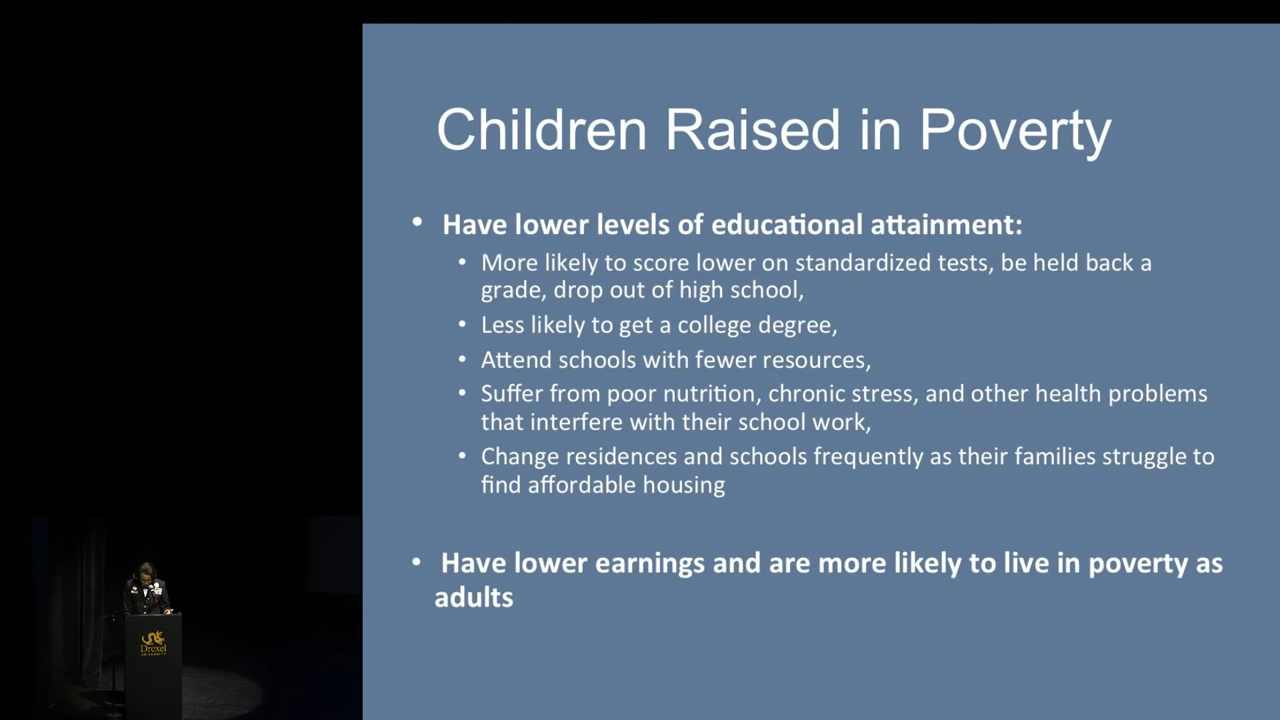 Children Raised in Poverty
• Have lower levels of educational attainment:
• More likely to score lower on standardized tests, be held back a
grade, drop out of high school,
• Less likely to get a college degree,
• Attend schools with fewer resources,
• Suffer from poor nutrition, chronic stress, and other health problems
that interfere with their school work,
• Change residences and schools frequently as their families struggle to
find affordable housing
• Have lower earnings and are more likely to live in poverty as
adults
Drexel
UNIVERSITY